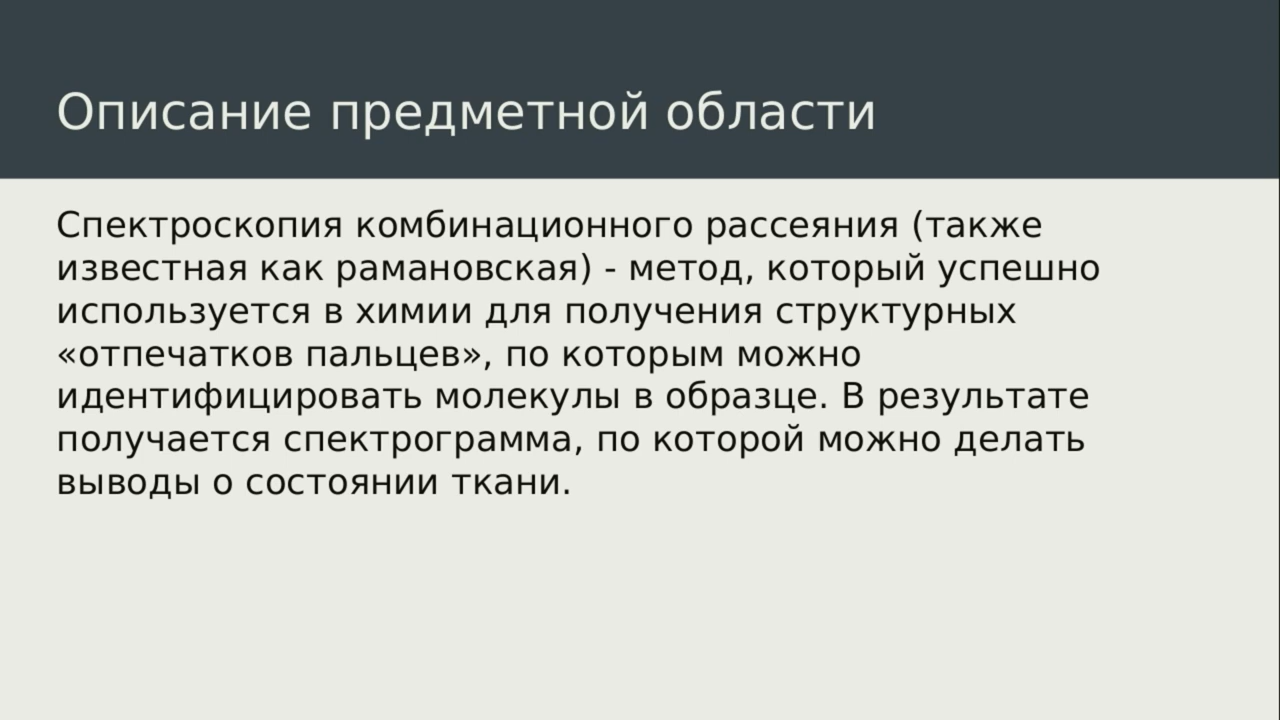 Описание предметной области
Спектроскопия комбинационного рассеяния (также
известная как рамановская) - метод, который успешно
используется в химии для получения структурных
«отпечатков пальцев», по которым можно
идентифицировать молекулы в образце. В результате
получается спектрограмма, по которой можно делать
выводы о состоянии ткани.